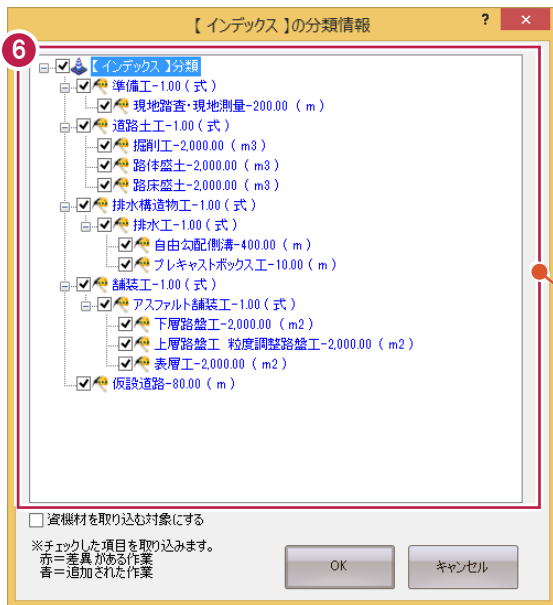 【 インデックス 】の分類情報
?
×
6
【 インデックス 】分類
準備工-1.00 ( 式 )
現地踏査・現地測量-200.00 ( m )
道路土工-1.00 ( 式 )
掘削工-2,000.00 ( m3 )
路体盛土-2,000.00 ( m3 )
路床盛土-2,000.00 ( m3 )
排水構造物工-1.00 ( 式 )
排水工-1.00 ( 式 )
自由勾配側溝-400.00 ( m )
プレキャストボックス工-10.00 ( m )
舗装工-1.00 ( 式 )
アスファルト舗装工-1.00 ( 式 )
下層路盤工-2,000.00 ( m2 )
上層路盤工 粒度調整路盤工-2,000.00 ( m2 )
表層工-2,000.00 ( m2 )
仮設道路-80.00 ( m )
資機材を取り込む対象にする
※チェックした項目を取り込みます。
赤=差異がある作業
青=追加された作業
OK
キャンセル